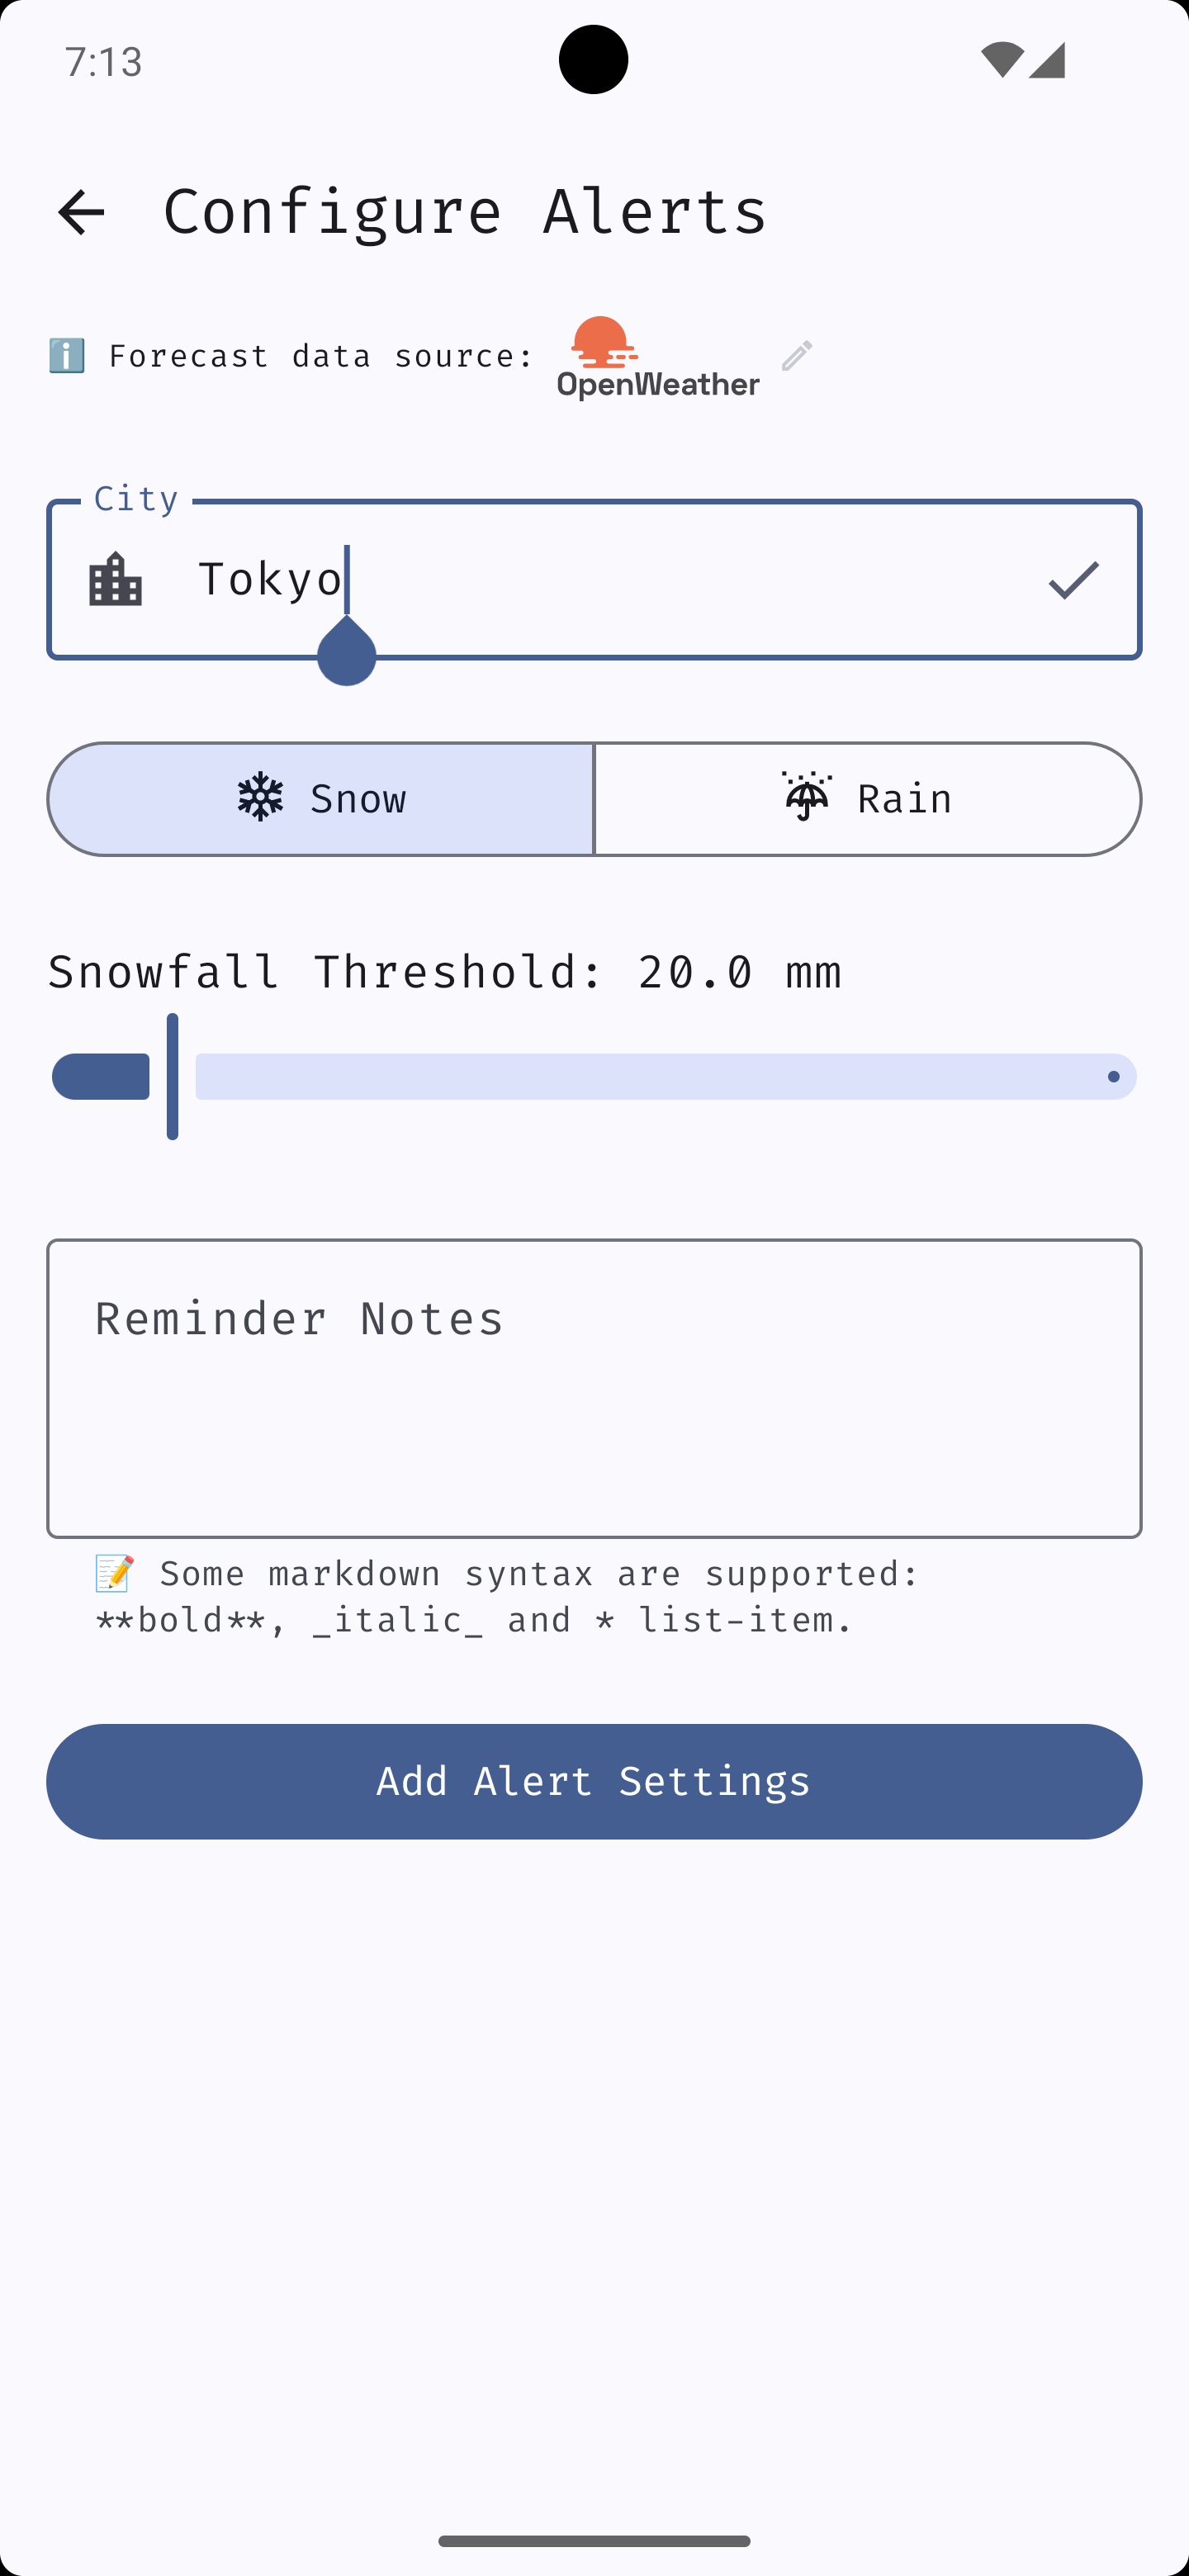 7:13
Configure Alerts
ℹ️ Forecast data source: OpenWeather
City
Tokyo
Snow
Rain
Snowfall Threshold: 20.0 mm
Reminder Notes
📝 Some markdown syntax are supported:
**bold**, _italic_ and * list-item.
Add Alert Settings